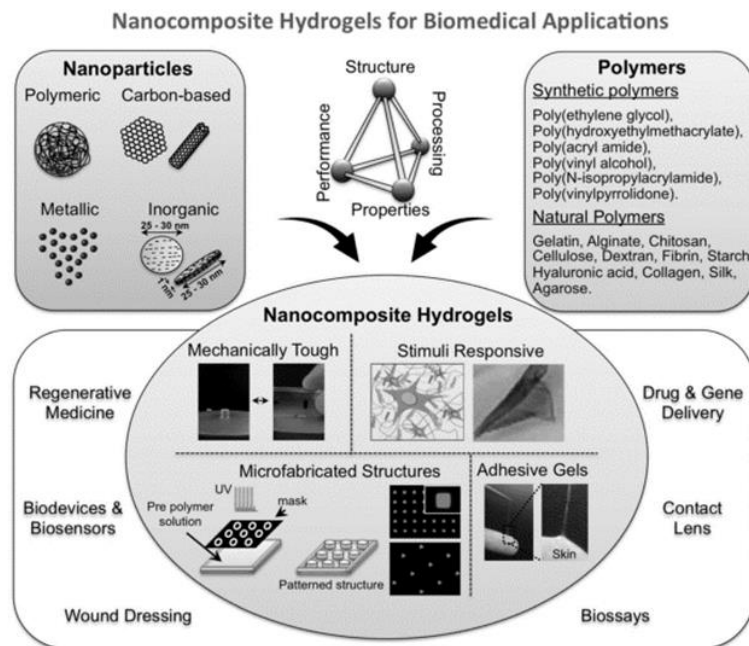 Nanocomposite Hydrogels for Biomedical Applications
Nanoparticles
Polymeric
Carbon-based
Metallic
Inorganic
25 - 30 nm
1 nm
25 - 30 nm
Structure
Performance
Processing
Properties
Polymers
Synthetic polymers
Poly(ethylene glycol),
Poly(hydroxyethylmethacrylate),
Poly(acryl amide),
Poly(vinyl alcohol),
Poly(N-isopropylacrylamide),
Poly(vinylpyrrolidone).
Natural Polymers
Gelatin, Alginate, Chitosan,
Cellulose, Dextran, Fibrin, Starch
Hyaluronic acid, Collagen, Silk,
Agarose.
Nanocomposite Hydrogels
Mechanically Tough
Stimuli Responsive
Microfabricated Structures
UV
mask
Pre polymer
solution
Patterned structure
Adhesive Gels
Skin
Regenerative
Medicine
Biodevices &
Biosensors
Wound Dressing
Drug & Gene
Delivery
Contact
Lens
Biossays